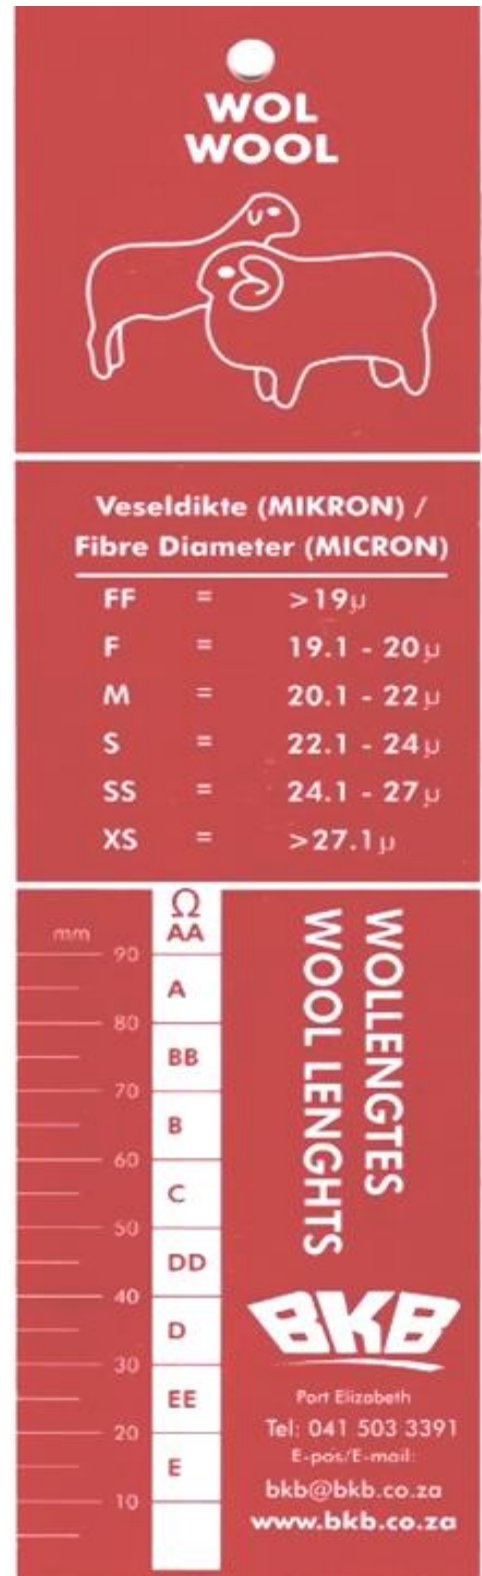 WOL
WOOL
Veseldikte (MIKRON) /
Fibre Diameter (MICRON)
FF = >19µ
F = 19.1 - 20µ
M = 20.1 - 22µ
S = 22.1 - 24µ
SS = 24.1 - 27µ
XS = >27.1µ
Ω
mm AA
90
A
80
BB
70
B
60
C
50
DD
40
D
30
EE
20
E
10
WOLLENGTES
WOOL LENGHTS
BKB
Port Elizabeth
Tel: 041 503 3391
E-pos/E-mail:
bkb@bkb.co.za
www.bkb.co.za